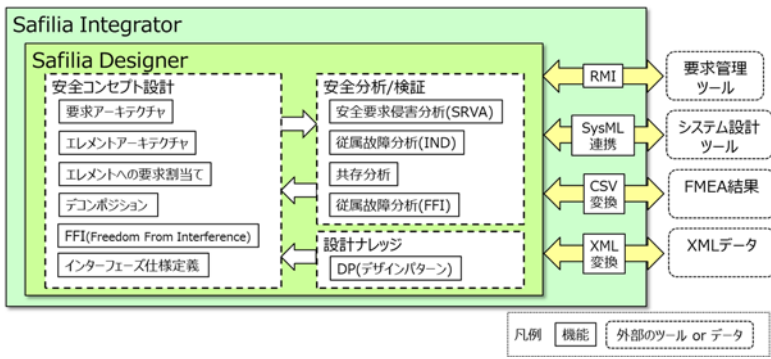 Safilia Integrator
Safilia Designer
安全コンセプト設計
要求アーキテクチャ
エレメントアーキテクチャ
エレメントへの要求割当て
デコンポジション
FFI(Freedom From Interference)
インターフェーズ仕様定義
安全分析/検証
安全要求侵害分析(SRVA)
従属故障分析(IND)
共存分析
従属故障分析(FFI)
設計ナレッジ
DP(デザインパターン)
RMI
SysML
連携
CSV
変換
XML
変換
要求管理
ツール
システム設計
ツール
FMEA結果
XMLデータ
凡例
機能
外部のツール or データ